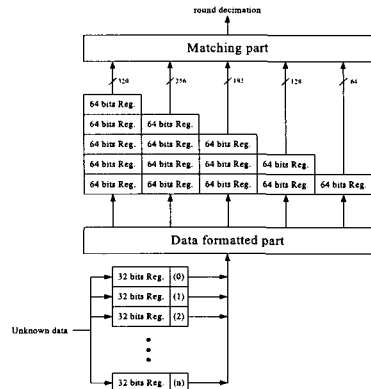 round decimation
Matching part
320 256 192 128 64
64 bits Reg.
64 bits Reg. 64 bits Reg.
64 bits Reg. 64 bits Reg. 64 bits Reg.
64 bits Reg. 64 bits Reg. 64 bits Reg. 64 bits Reg.
64 bits Reg. 64 bits Reg. 64 bits Reg. 64 bits Reg. 64 bits Reg.
Data formatted part
32 bits Reg. (0)
32 bits Reg. (1)
32 bits Reg. (2)
Unknown data
32 bits Reg. (n)